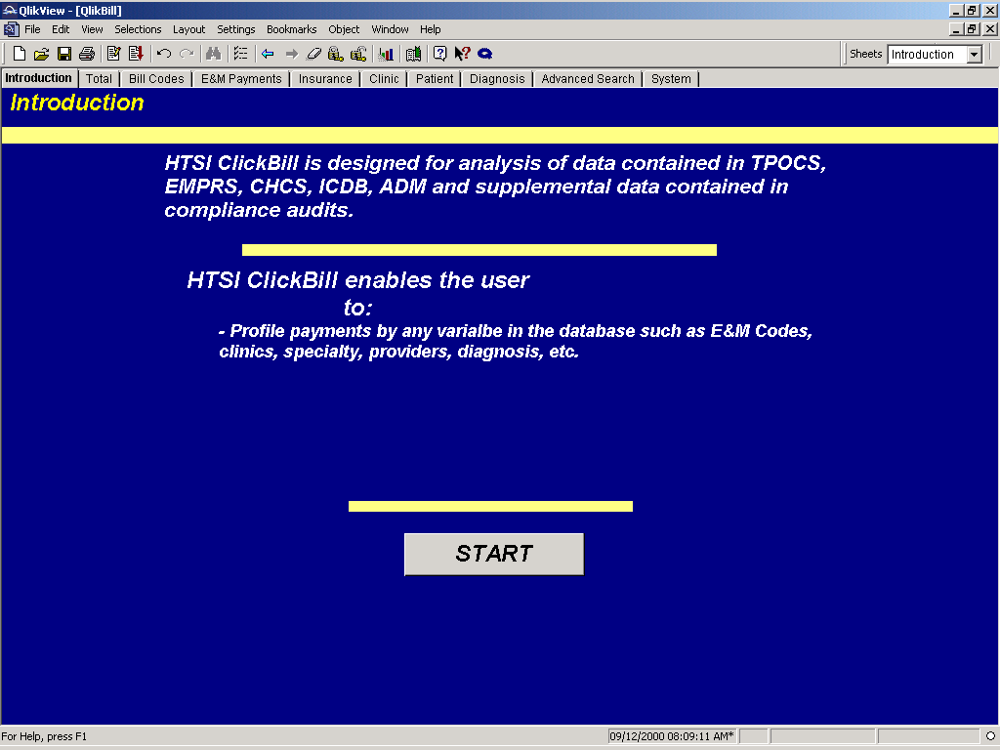 QlikView - [QlikBill]
File Edit View Selections Layout Settings Bookmarks Object Window Help
Sheets Introduction
Introduction Total Bill Codes E&M Payments Insurance Clinic Patient Diagnosis Advanced Search System
Introduction
HTSI ClickBill is designed for analysis of data contained in TPOCS,
EMPRS, CHCS, ICDB, ADM and supplemental data contained in
compliance audits.
HTSI ClickBill enables the user
to:
- Profile payments by any varialbe in the database such as E&M Codes,
clinics, specialty, providers, diagnosis, etc.
START
For Help, press F1
09/12/2000 08:09:11 AM*